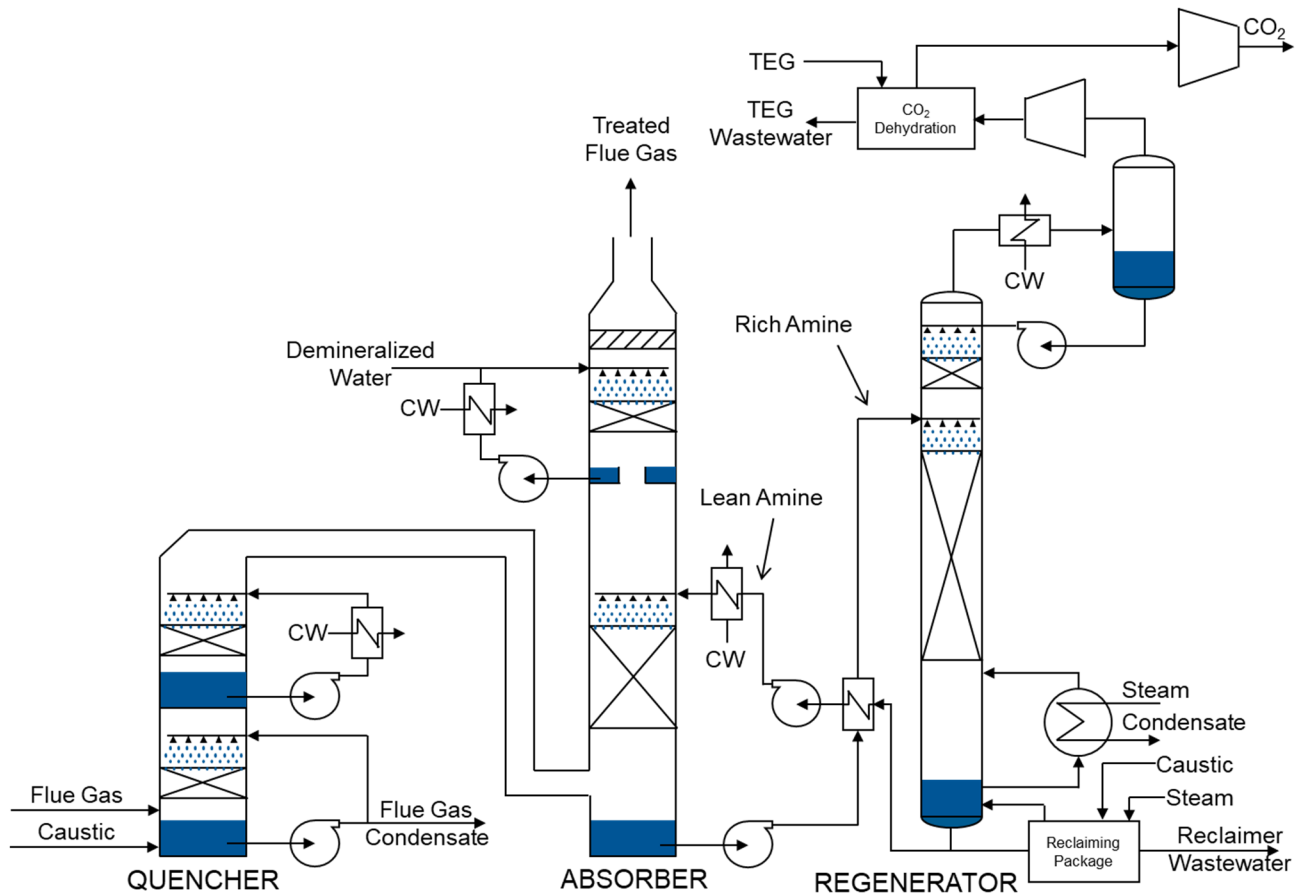 CO2
TEG
TEG
Wastewater
CO2
Dehydration
Treated
Flue Gas
CW
Rich Amine
Demineralized
Water
CW
Lean Amine
CW
CW
Steam
Condensate
Caustic
Steam
Flue Gas
Caustic
Flue Gas
Condensate
Reclaiming
Package
Reclaimer
Wastewater
QUENCHER
ABSORBER
REGENERATOR